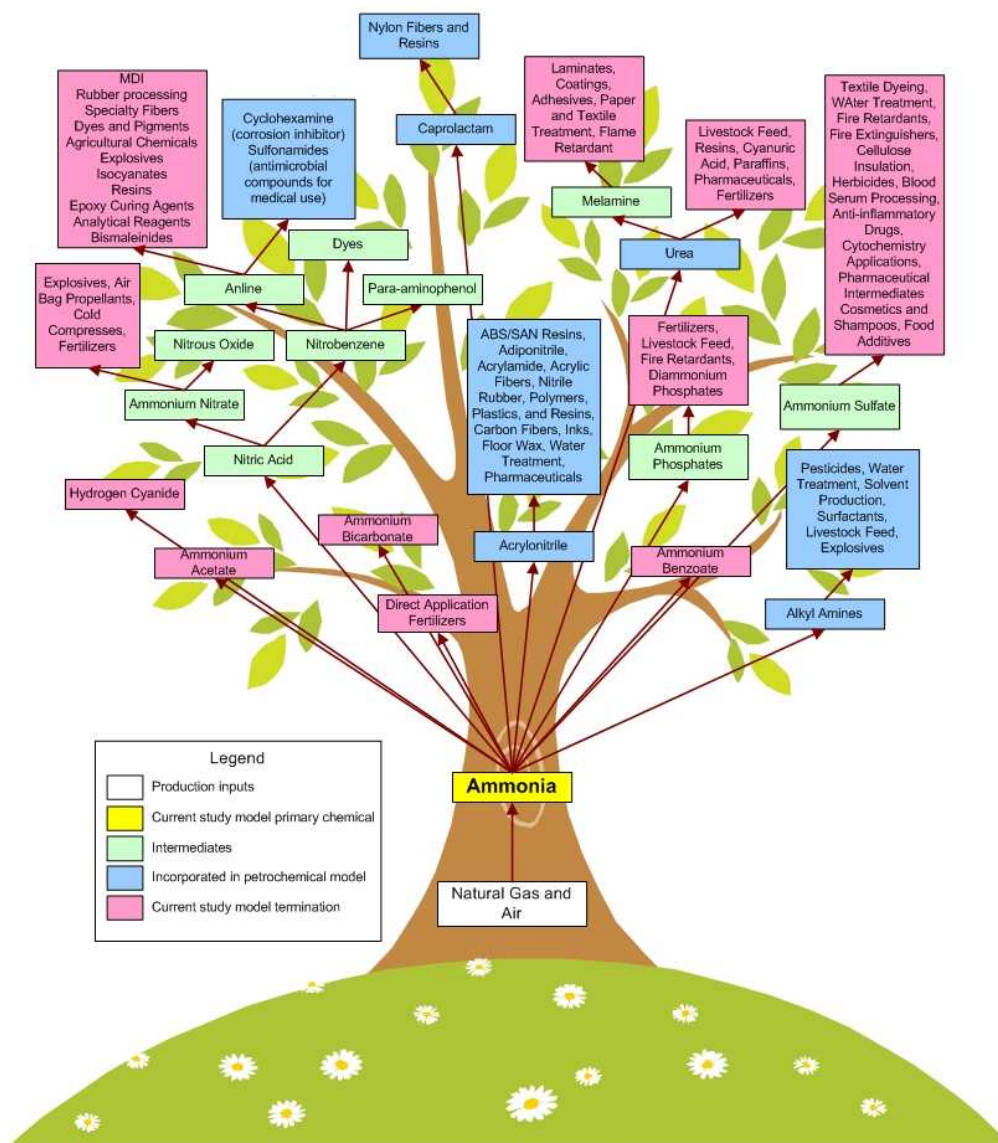 Nylon Fibers and
Resins
MDI
Rubber processing
Specialty Fibers
Dyes and Pigments
Agricultural Chemicals
Explosives
Isocyanates
Resins
Epoxy Curing Agents
Analytical Reagents
Bismaleinides
Cyclohexamine
(corrosion inhibitor)
Sulfonamides
(antimicrobial
compounds for
medical use)
Caprolactam
Laminates,
Coatings,
Adhesives, Paper
and Textile
Treatment, Flame
Retardant
Livestock Feed,
Resins, Cyanuric
Acid, Paraffins,
Pharmaceuticals,
Fertilizers
Textile Dyeing,
WAter Treatment,
Fire Retardants,
Fire Extinguishers,
Cellulose
Insulation,
Herbicides, Blood
Serum Processing,
Anti-inflammatory
Drugs,
Cytochemistry
Applications,
Pharmaceutical
Intermediates
Cosmetics and
Shampoos, Food
Additives
Melamine
Urea
Dyes
Anline
Para-aminophenol
Explosives, Air
Bag Propellants,
Cold
Compresses,
Fertilizers
Nitrous Oxide
Nitrobenzene
Ammonium Nitrate
Nitric Acid
ABS/SAN Resins,
Adiponitrile,
Acrylamide, Acrylic
Fibers, Nitrile
Rubber, Polymers,
Plastics, and Resins,
Carbon Fibers, Inks,
Floor Wax, Water
Treatment,
Pharmaceuticals
Fertilizers,
Livestock Feed,
Fire Retardants,
Diammonium
Phosphates
Ammonium
Phosphates
Ammonium Sulfate
Pesticides, Water
Treatment, Solvent
Production,
Surfactants,
Livestock Feed,
Explosives
Hydrogen Cyanide
Ammonium
Acetate
Ammonium
Bicarbonate
Direct Application
Fertilizers
Acrylonitrile
Ammonium
Benzoate
Alkyl Amines
Ammonia
Natural Gas and
Air
Legend
Production inputs
Current study model primary chemical
Intermediates
Incorporated in petrochemical model
Current study model termination